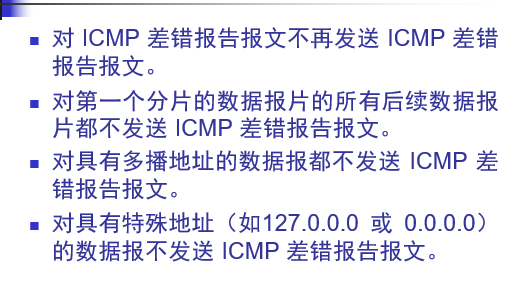 对 ICMP 差错报告报文不再发送 ICMP 差错
报告报文。
对第一个分片的数据报片的所有后续数据报
片都不发送 ICMP 差错报告报文。
对具有多播地址的数据报都不发送 ICMP 差
错报告报文。
对具有特殊地址（如127.0.0.0 或 0.0.0.0）
的数据报不发送 ICMP 差错报告报文。